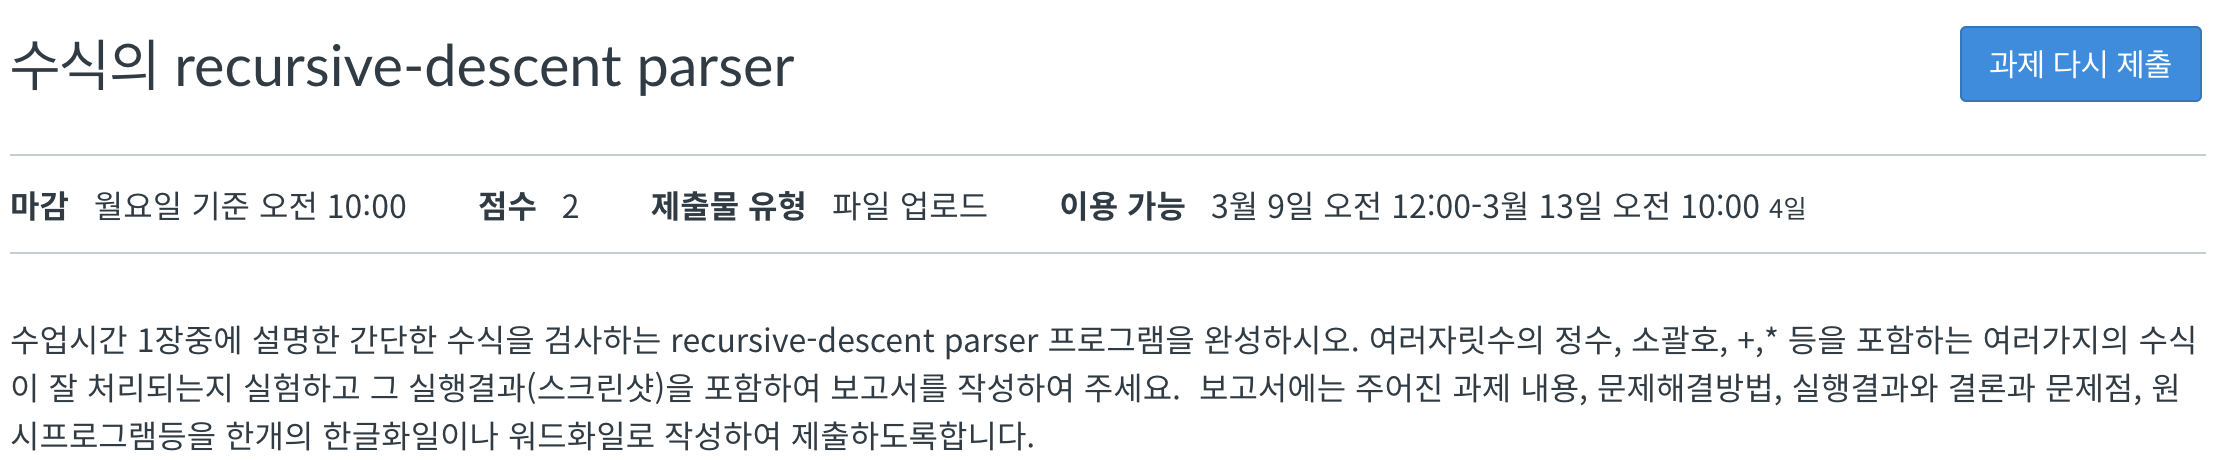 수식의 recursive-descent parser
과제 다시 제출
마감 월요일 기준 오전 10:00 점수 2 제출물 유형 파일 업로드 이용 가능 3월 9일 오전 12:00-3월 13일 오전 10:00 4일
수업시간 1장중에 설명한 간단한 수식을 검사하는 recursive-descent parser 프로그램을 완성하시오. 여러자릿수의 정수, 소괄호, +,* 등을 포함하는 여러가지의 수식
이 잘 처리되는지 실험하고 그 실행결과(스크린샷)을 포함하여 보고서를 작성하여 주세요. 보고서에는 주어진 과제 내용, 문제해결방법, 실행결과와 결론과 문제점, 원
시프로그램등을 한개의 한글화일이나 워드화일로 작성하여 제출하도록합니다.